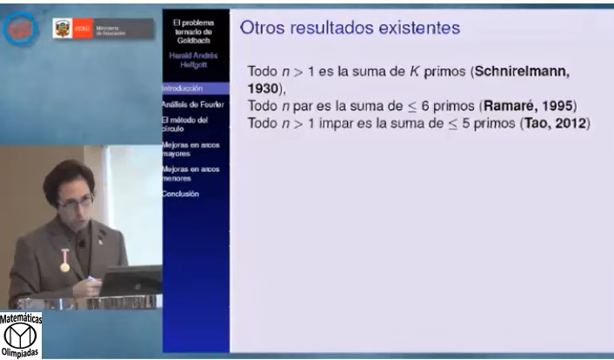 PERÚ
Ministerio
de Educación
El problema
ternario de
Goldbach
Harald Andrés
Helfgott
Introducción
Análisis de Fourier
El método del
círculo
Mejoras en arcos
mayores
Mejoras en arcos
menores
Conclusión
Otros resultados existentes
Todo n > 1 es la suma de K primos (Schnirelmann,
1930),
Todo n par es la suma de ≤ 6 primos (Ramaré, 1995)
Todo n > 1 impar es la suma de ≤ 5 primos (Tao, 2012)
Matemáticas
Olimpiadas